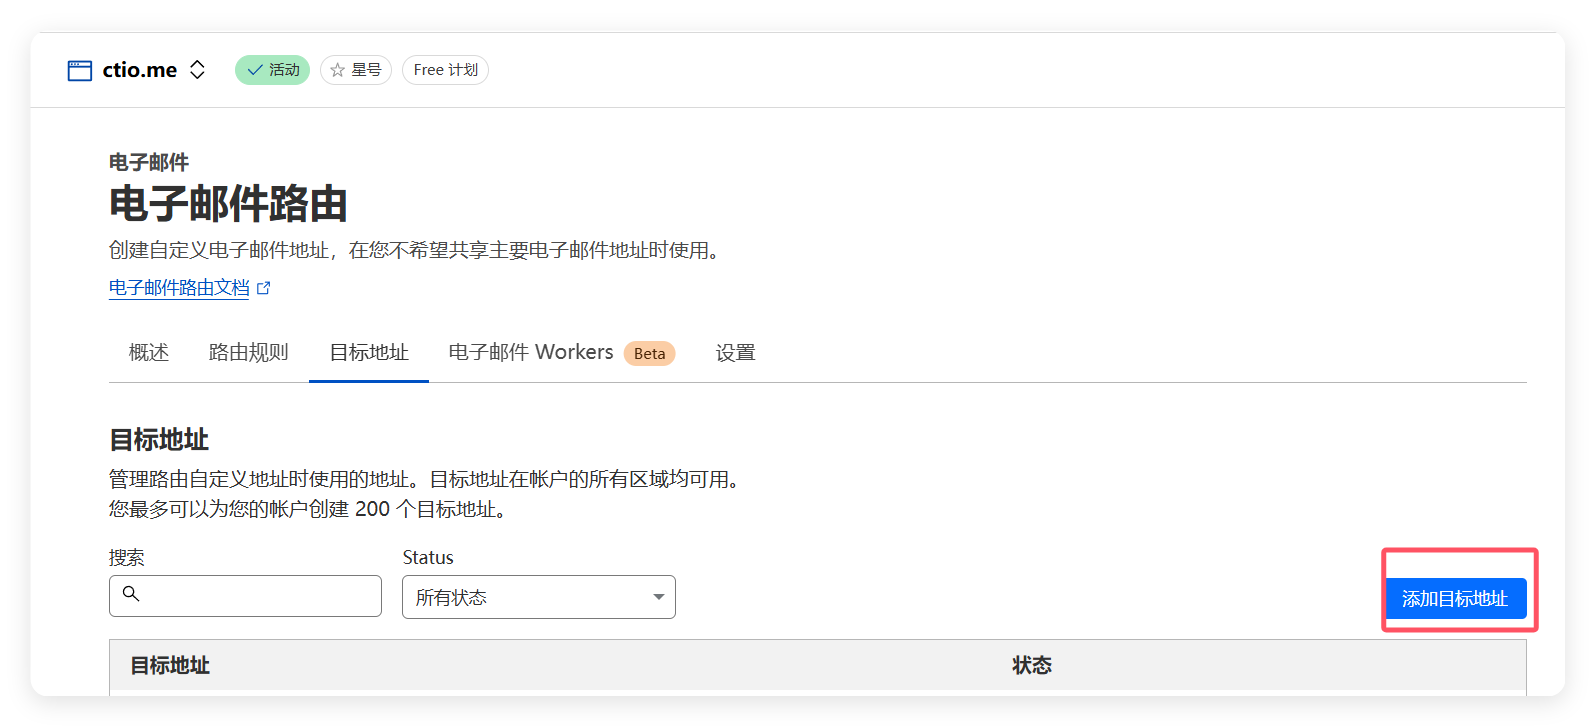 ctio.me 活动 星号 Free 计划
电子邮件
电子邮件路由
创建自定义电子邮件地址，在您不希望共享主要电子邮件地址时使用。
电子邮件路由文档
概述 路由规则 目标地址 电子邮件 Workers Beta 设置
目标地址
管理路由自定义地址时使用的地址。目标地址在帐户的所有区域均可用。
您最多可以为您的帐户创建 200 个目标地址。
搜索 Status
所有状态 添加目标地址
目标地址 状态